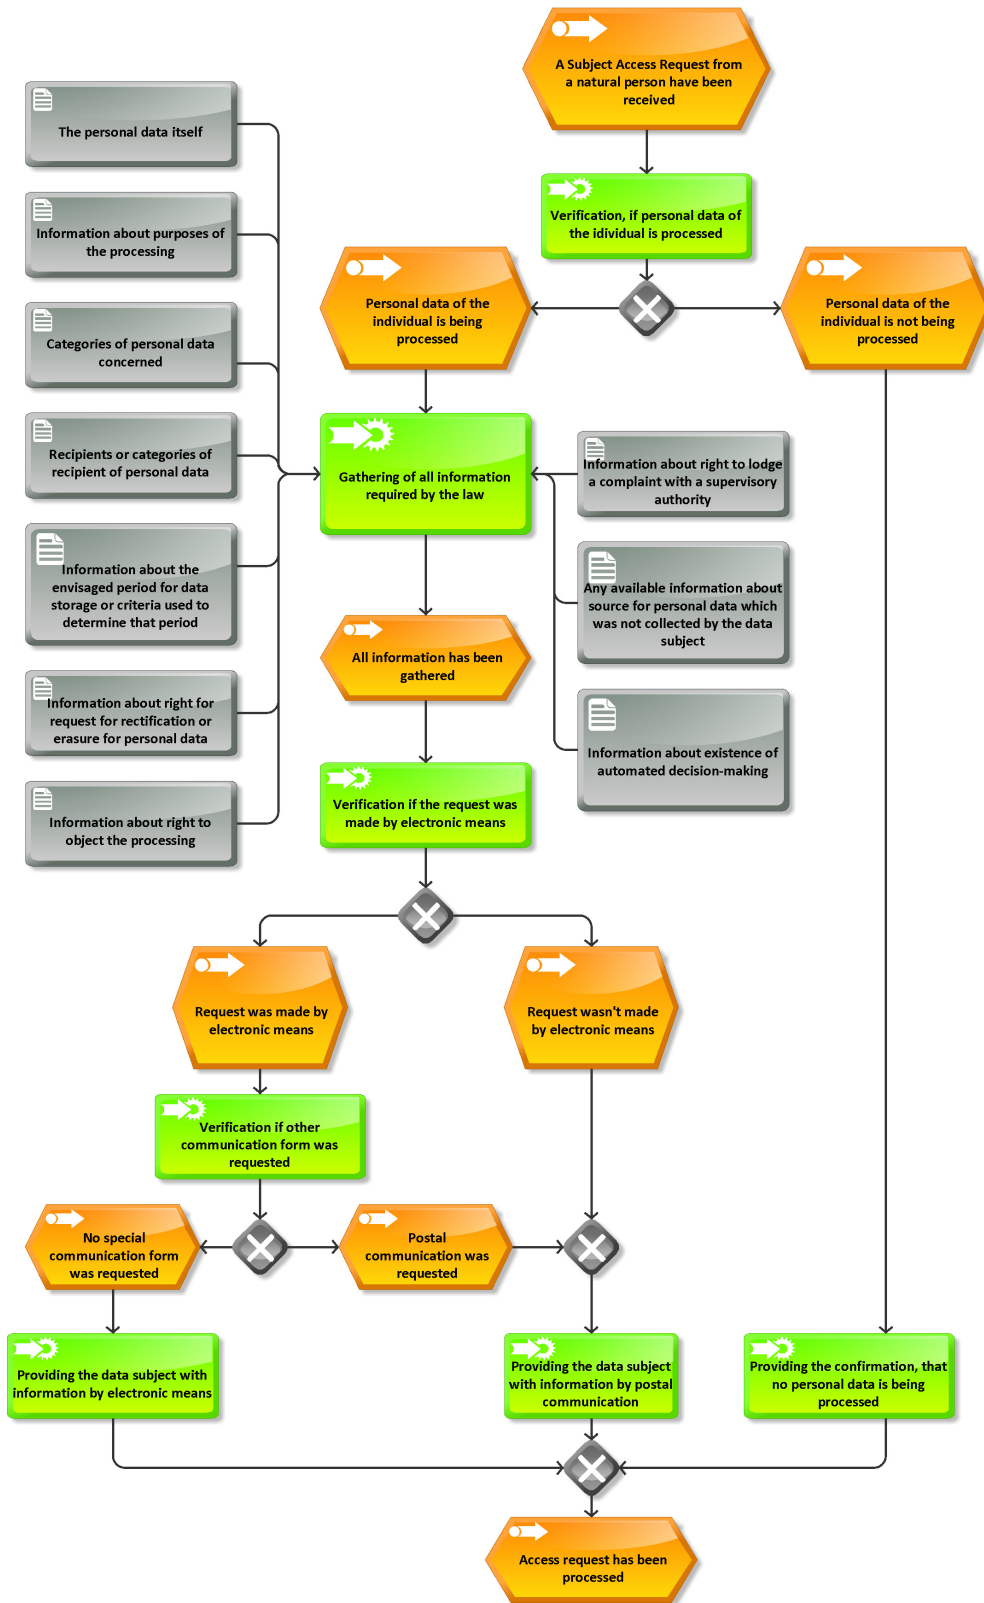 A Subject Access Request from
a natural person have been
received
The personal data itself
Verification, if personal data of
the idividual is processed
Information about purposes of
the processing
Personal data of the
individual is being
processed
Personal data of the
individual is not being
processed
Categories of personal data
concerned
Recipients or categories of
recipient of personal data
Gathering of all information
required by the law
Information about right to lodge
a complaint with a supervisory
authority
Information about the
envisaged period for data
storage or criteria used to
determine that period
Any available information about
source for personal data which
was not collected by the data
subject
All information has been
gathered
Information about right for
request for rectification or
erasure for personal data
Information about existence of
automated decision-making
Information about right to
object the processing
Verification if the request was
made by electronic means
Request was made by
electronic means
Request wasn't made
by electronic means
Verification if other
communication form was
requested
No special
communication form
was requested
Postal
communication was
requested
Providing the data subject with
information by electronic means
Providing the data subject
with information by postal
communication
Providing the confirmation, that
no personal data is being
processed
Access request has been
processed